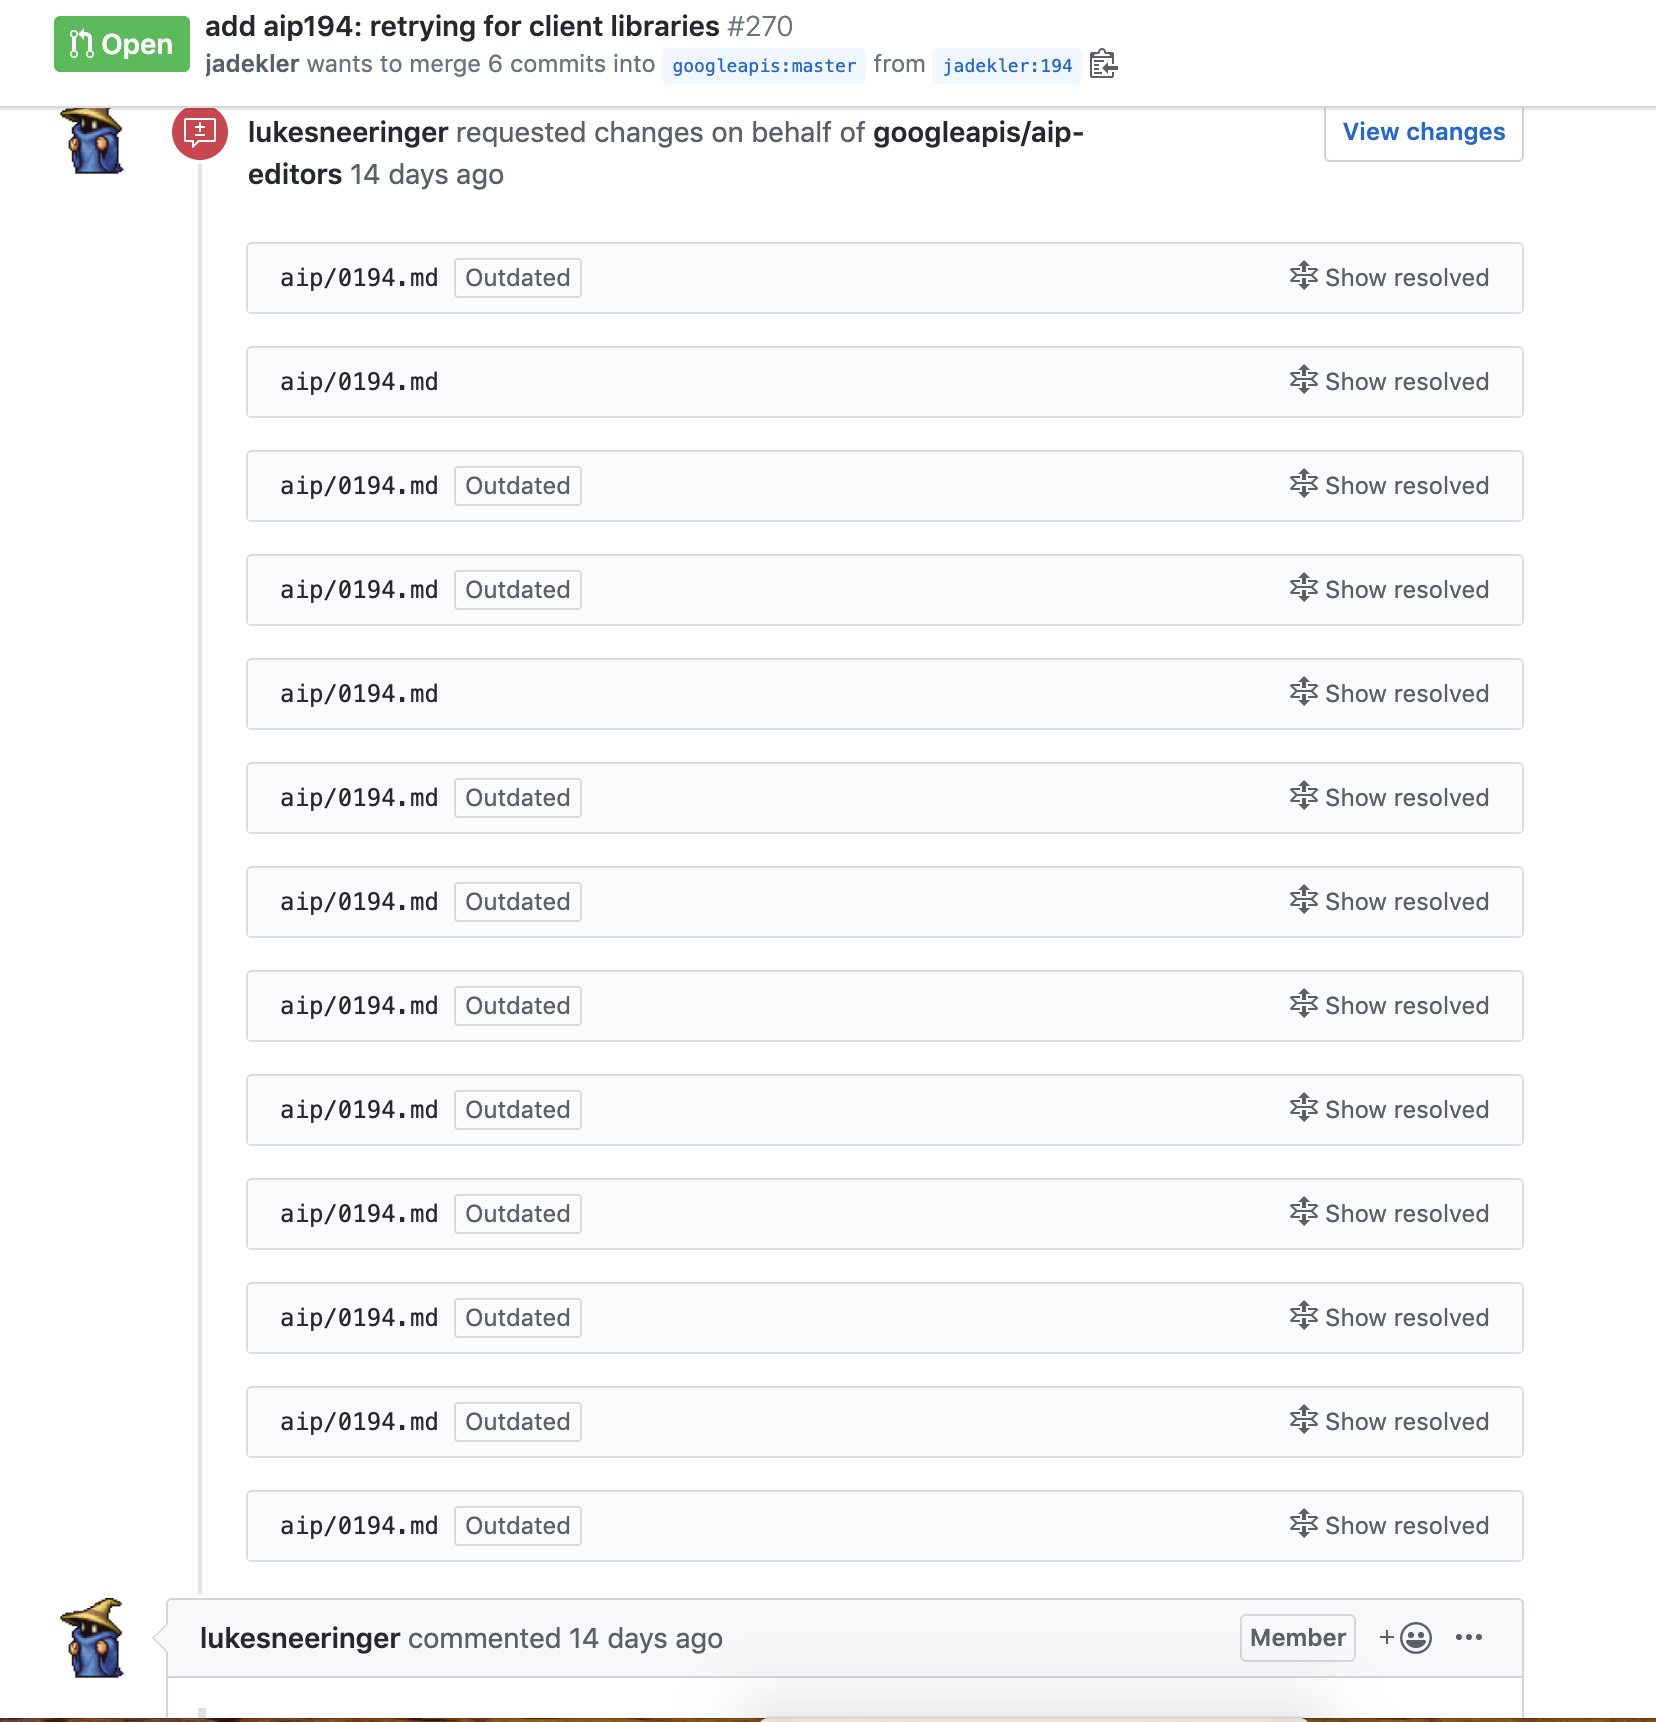 Open
add aip194: retrying for client libraries #270
jadekler wants to merge 6 commits into googleapis:master from jadekler:194
lukesneeringer requested changes on behalf of googleapis/aip-
editors 14 days ago
View changes
aip/0194.md Outdated Show resolved
aip/0194.md Show resolved
aip/0194.md Outdated Show resolved
aip/0194.md Outdated Show resolved
aip/0194.md Show resolved
aip/0194.md Outdated Show resolved
aip/0194.md Outdated Show resolved
aip/0194.md Outdated Show resolved
aip/0194.md Outdated Show resolved
aip/0194.md Outdated Show resolved
aip/0194.md Outdated Show resolved
aip/0194.md Outdated Show resolved
aip/0194.md Outdated Show resolved
lukesneeringer commented 14 days ago Member